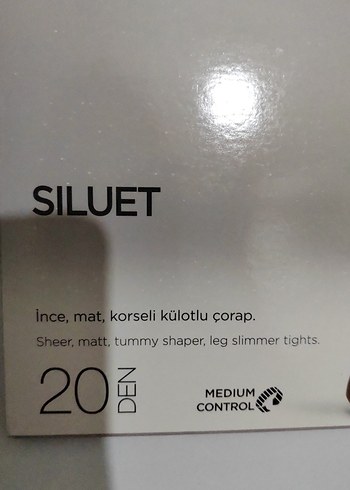 SILUET
İnce, mat, korseli külotlu çorap.
Sheer, matt, tummy shaper, leg slimmer tights.
20 DEN
MEDIUM
CONTROL